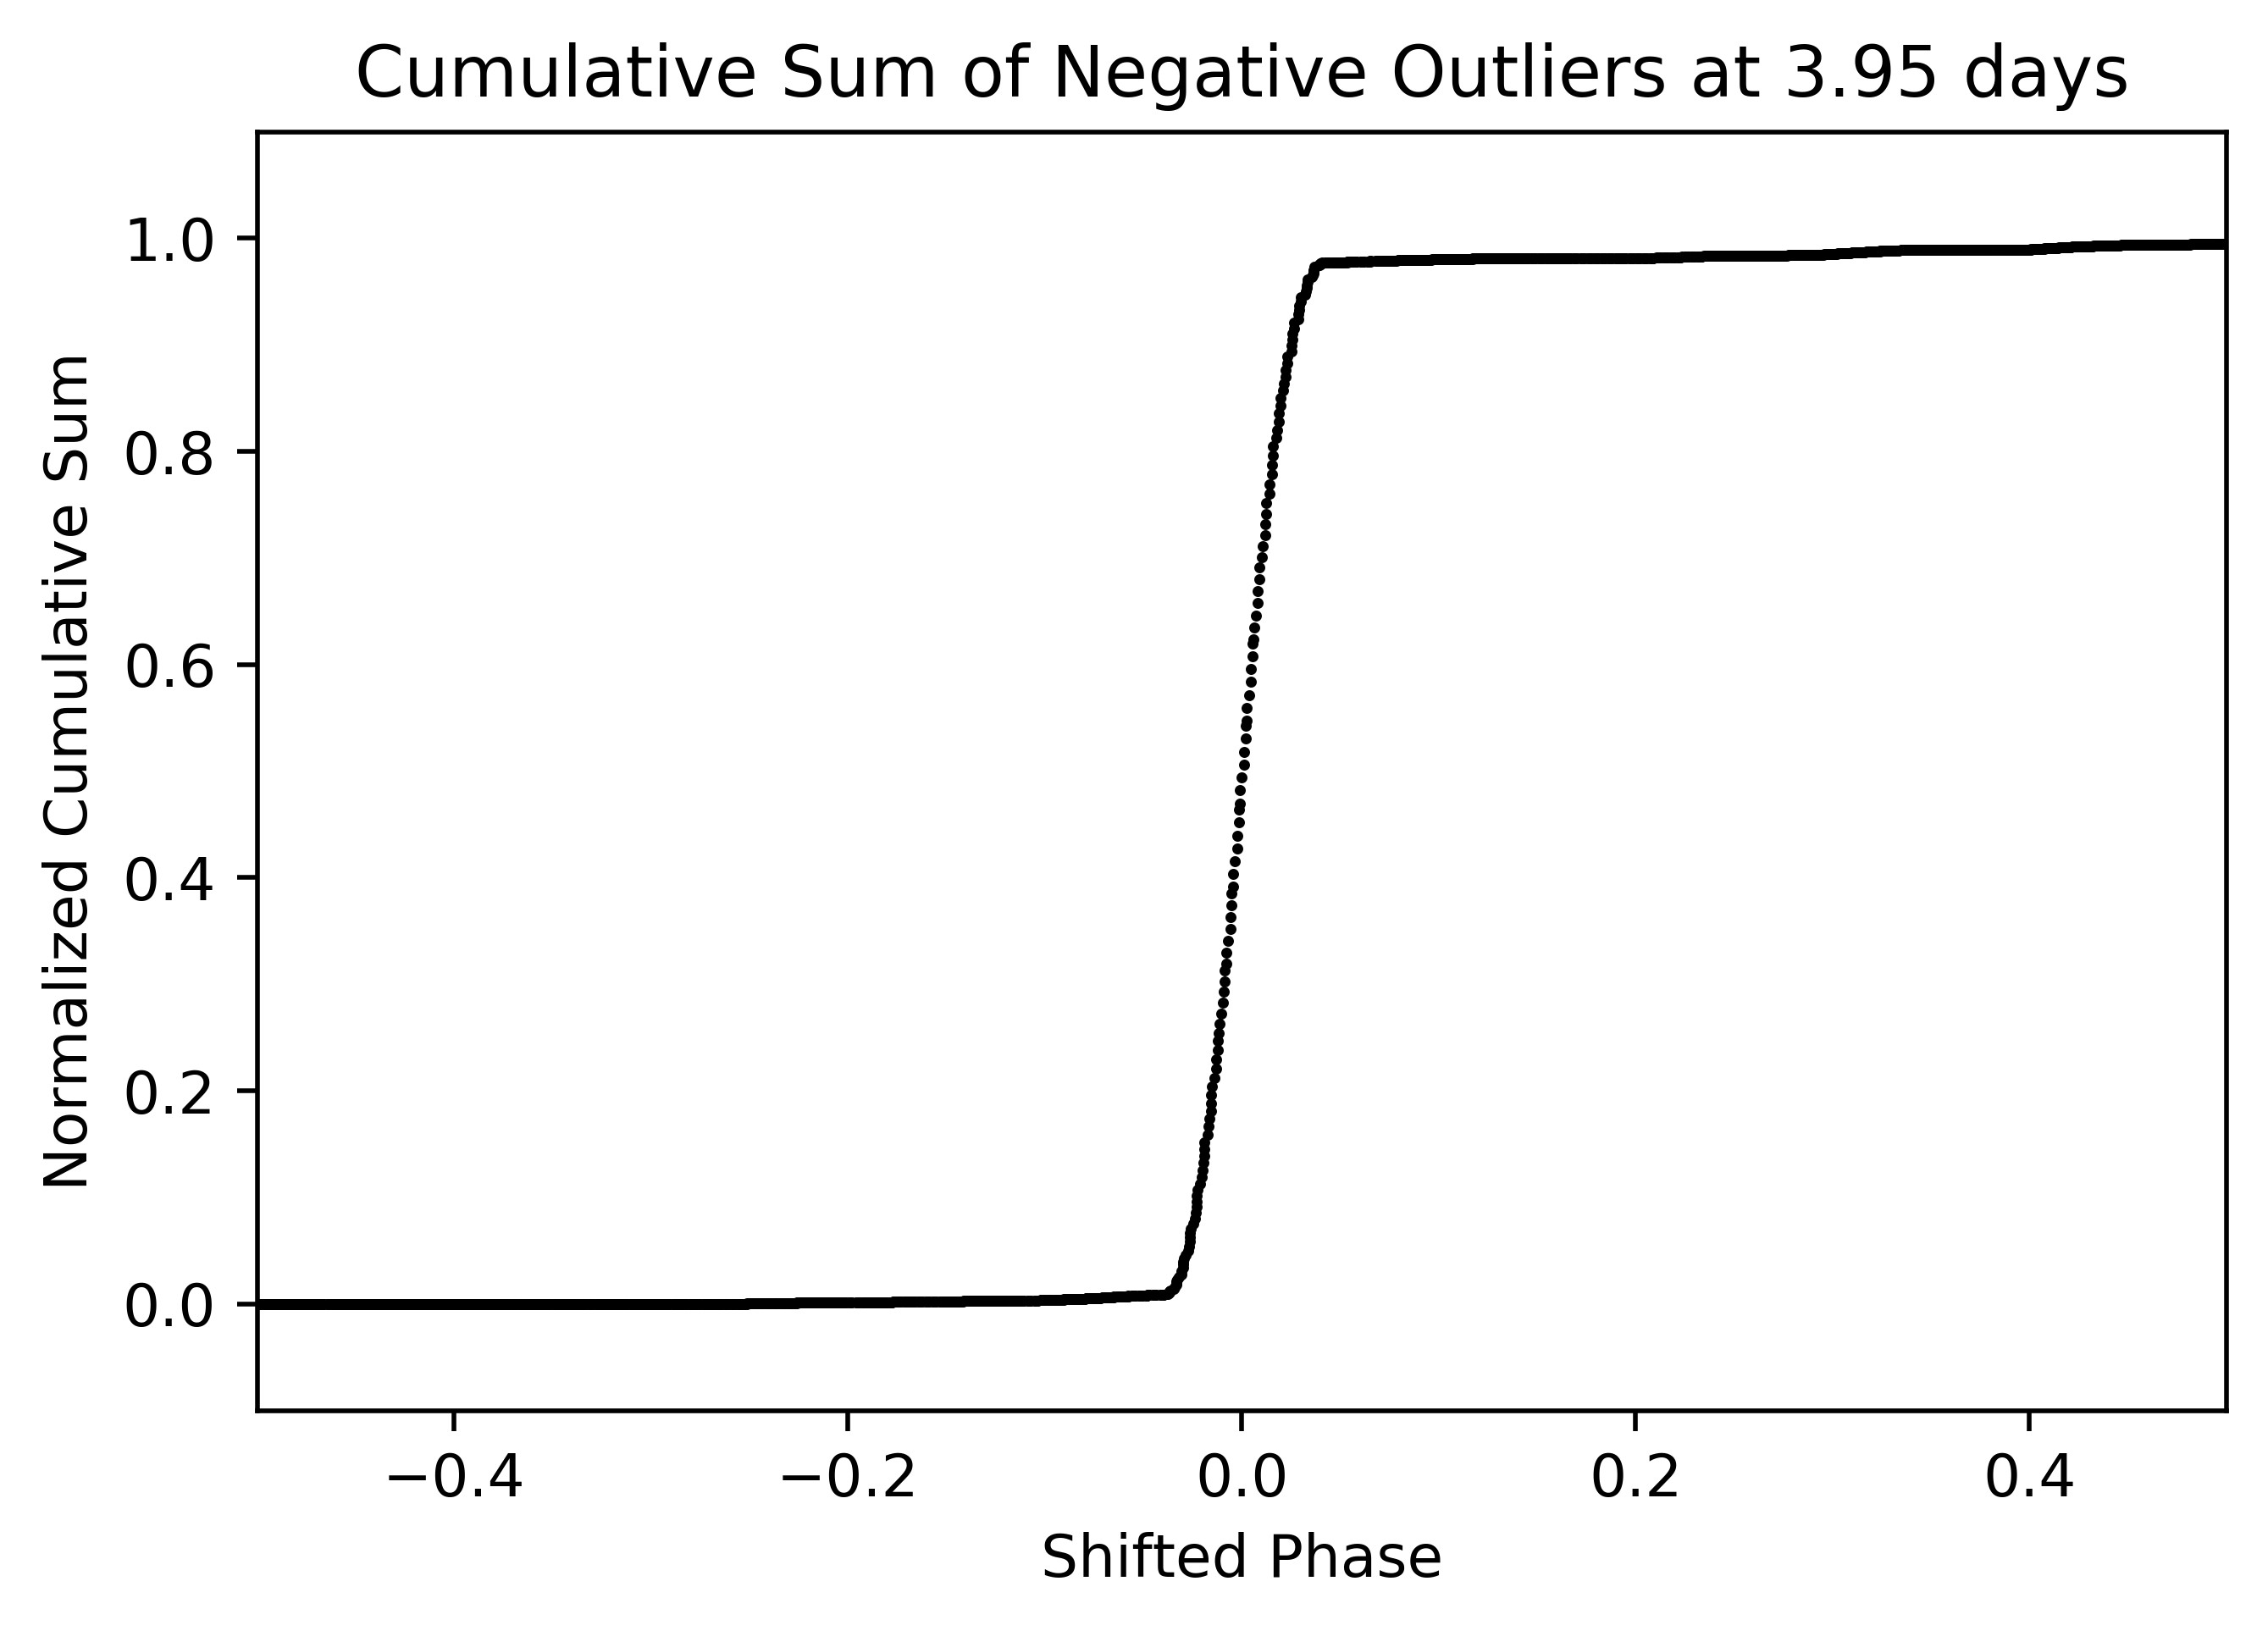 Cumulative Sum of Negative Outliers at 3.95 days
Normalized Cumulative Sum
1.0
0.8
0.6
0.4
0.2
0.0
−0.4 −0.2 0.0 0.2 0.4
Shifted Phase